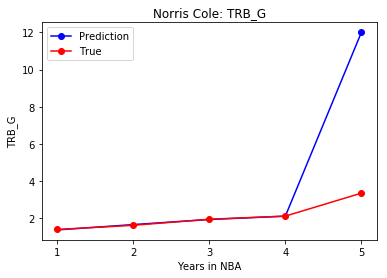 Norris Cole: TRB_G
Prediction
True
12
10
8
6
4
2
TRB_G
1 2 3 4 5
Years in NBA